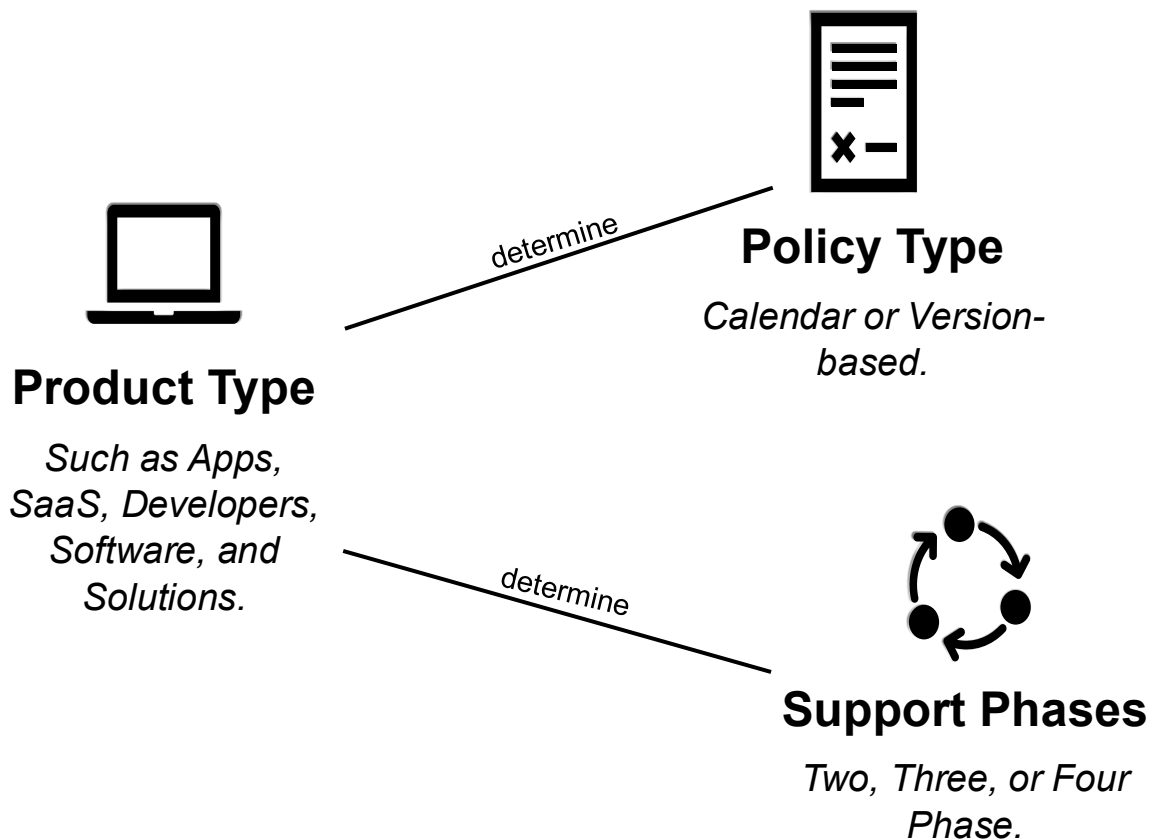 determine
Policy Type
Calendar or Version-
based.
Product Type
Such as Apps,
SaaS, Developers,
Software, and
Solutions.
determine
Support Phases
Two, Three, or Four
Phase.